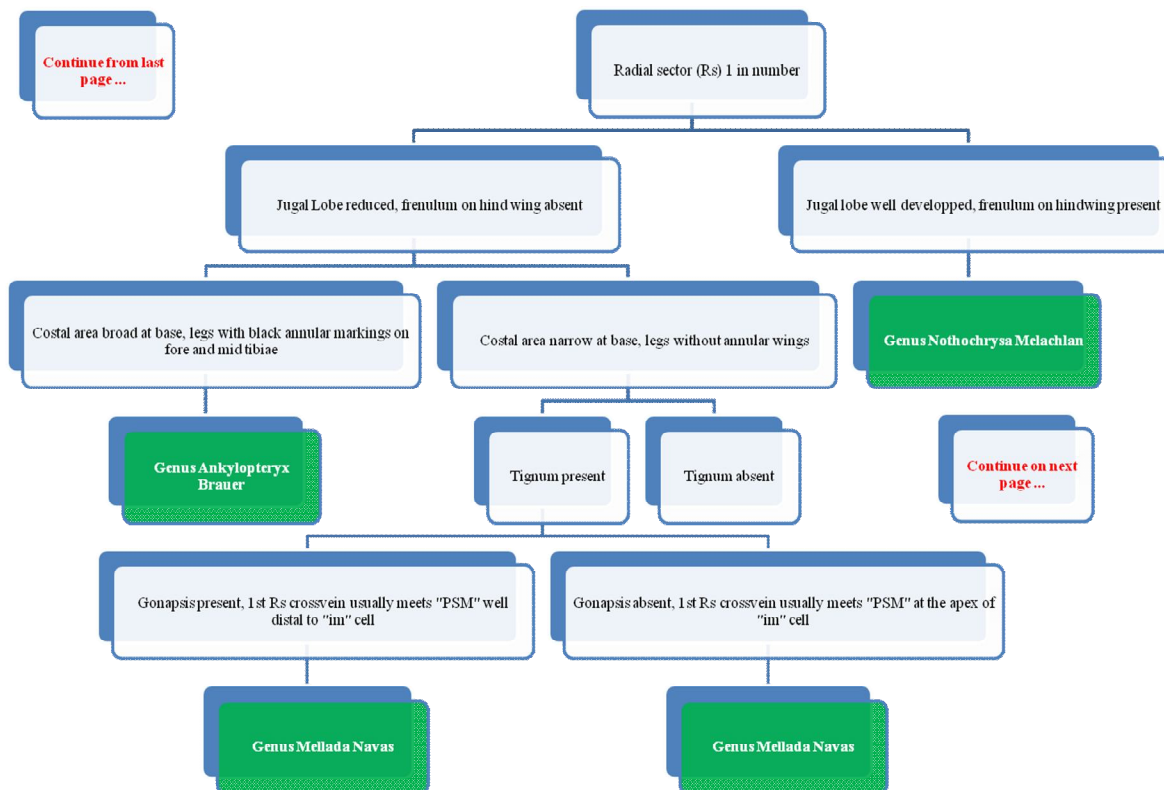 Continue from last
page ...
Radial sector (Rs) 1 in number
Jugal Lobe reduced, frenulum on hind wing absent
Jugal lobe well developped, frenulum on hindwing present
Costal area broad at base, legs with black annular markings on
fore and mid tibiae
Costal area narrow at base, legs without annular wings
Genus Nothochrysa Mclachlan
Genus Ankylopteryx
Brauer
Tignum present
Tignum absent
Continue on next
page ...
Gonapsis present, 1st Rs crossvein usually meets "PSM" well
distal to "im" cell
Gonapsis absent, 1st Rs crossvein usually meets "PSM" at the apex of
"im" cell
Genus Mellada Navas
Genus Mellada Navas